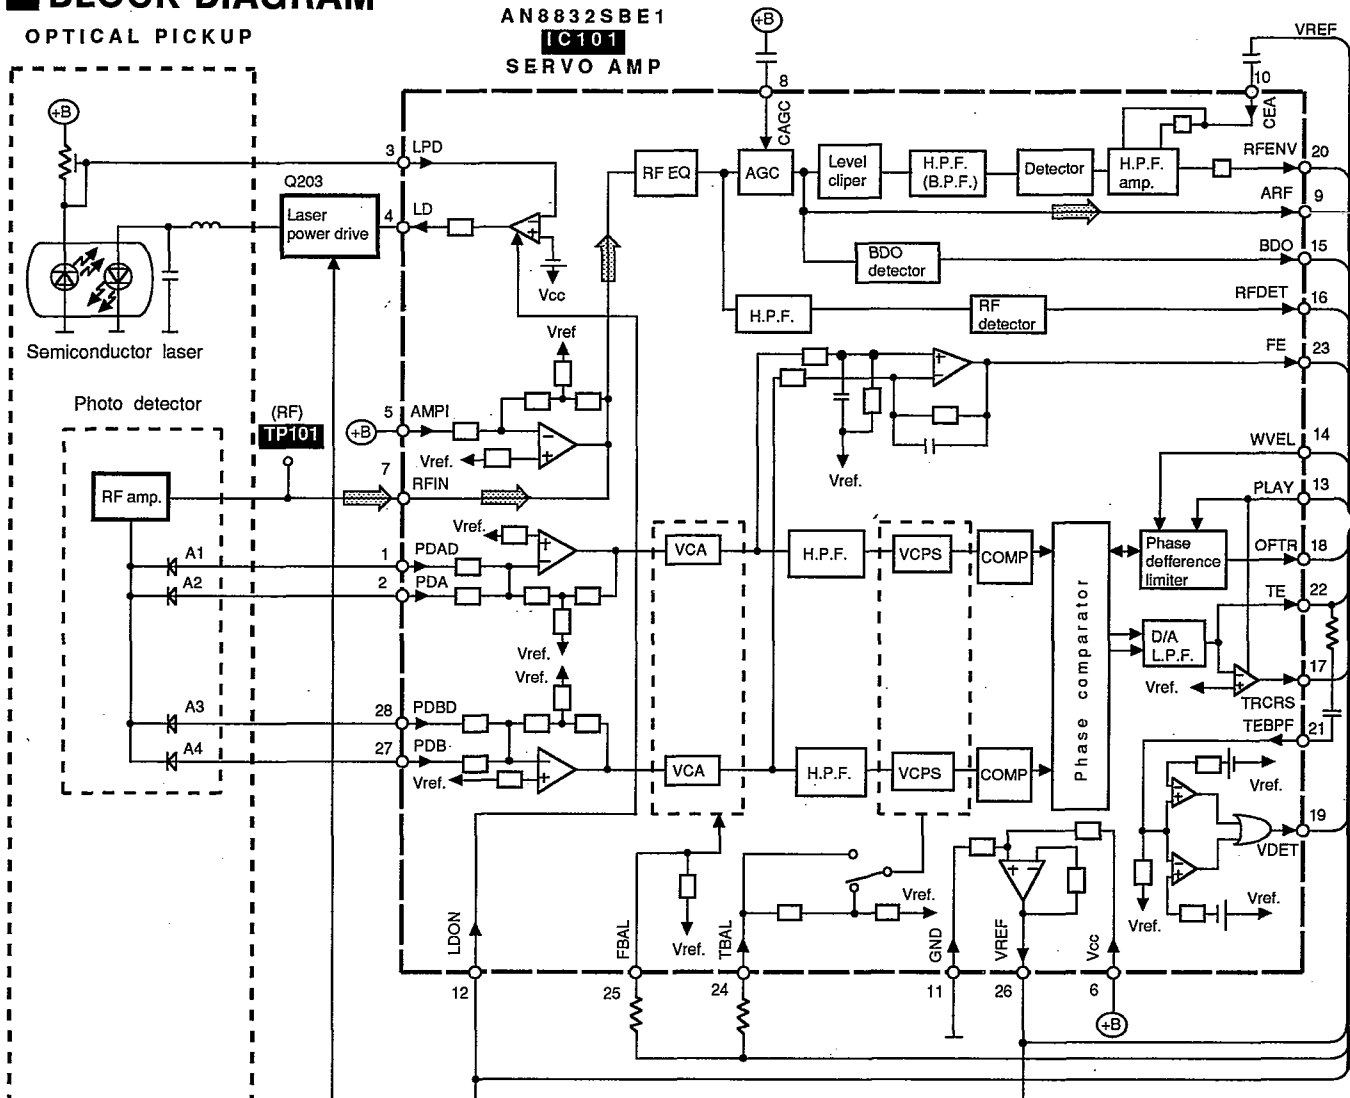 BLOCK DIAGRAM
OPTICAL PICKUP
AN8832SBE1
IC101
SERVO AMP
+B
8
CAGC
VREF
10
CEA
+B
3
LPD
Q203
Laser
power drive
4
LD
Vcc
Semiconductor laser
RF EQ
AGC
Level
cliper
H.P.F.
(B.P.F.)
Detector
H.P.F.
amp.
RFENV
20
ARF
9
BDO
detector
BDO
15
H.P.F.
RF
detector
RFDET
16
FE
23
Vref
Vref.
Photo detector
(RF)
TP101
5
+B
AMPI
Vref.
7
RFIN
RF amp.
WVEL
14
PLAY
13
Vref.
A1
1
PDAD
A2
2
PDA
Vref.
Vref.
A3
28
PDBD
A4
27
PDB
Vref.
VCA
H.P.F.
VCPS
COMP
VCA
H.P.F.
VCPS
COMP
Phase comparator
Phase
defference
limiter
OFTR
18
TE
22
D/A
L.P.F.
Vref.
17
TRCRS
TEBPF
21
Vref.
19
VDET
Vref.
Vref.
LDON
12
FBAL
25
Vref.
TBAL
24
Vref.
GND
11
VREF
26
Vcc
6
+B